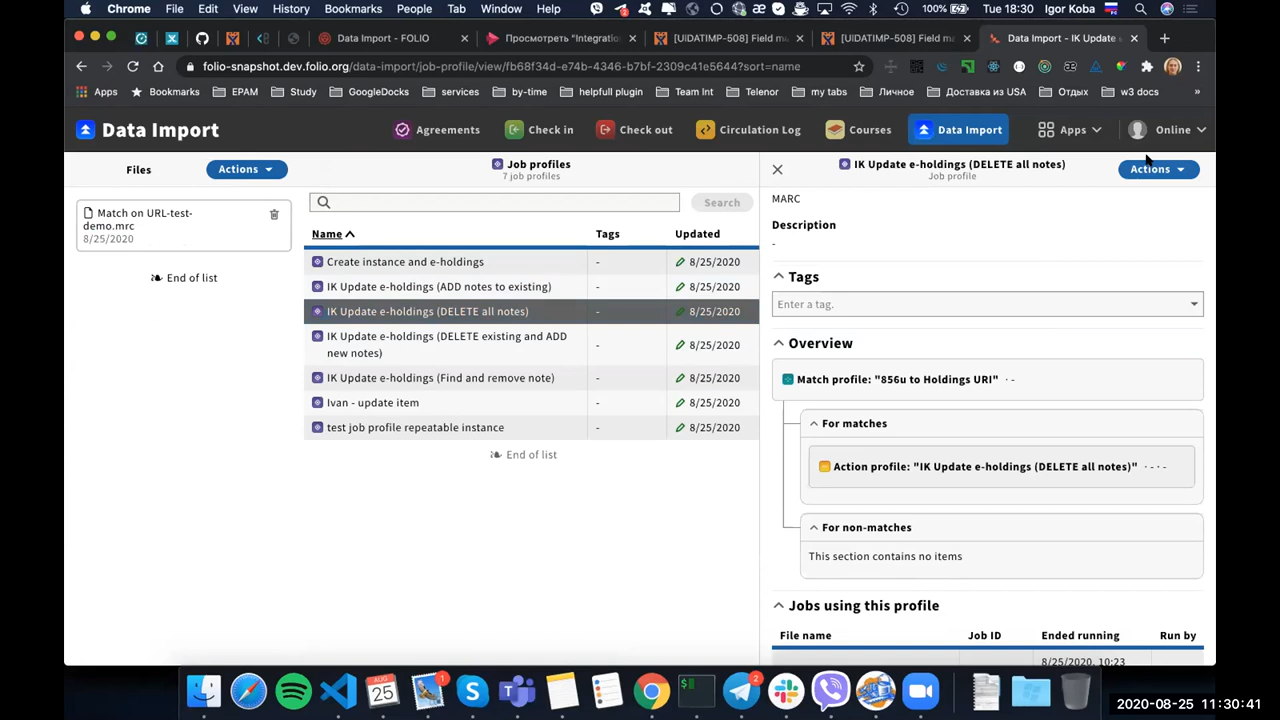 Chrome File Edit View History Bookmarks People Tab Window Help 100% Tue 18:30 Igor Koba
Data Import - FOLIO
Просмотреть "Integratio
[UIDATIMP-508] Field ma
[UIDATIMP-508] Field ma
Data Import - IK Update e
folio-snapshot.dev.folio.org/data-import/job-profile/view/fb68f34d-e74b-4346-b7bf-2309c41e5644?sort=name
Apps Bookmarks EPAM Study GoogleDocks services by-time helpfull plugin Team Int Telenor my tabs Личное Доставка из USA Отдых w3 docs »
Data Import
Agreements Check in Check out Circulation Log Courses Data Import Apps Online
Files
Actions
Match on URL-test-
demo.mrc
8/25/2020
End of list
Job profiles
7 job profiles
Search
Name Tags Updated
Create instance and e-holdings - 8/25/2020
IK Update e-holdings (ADD notes to existing) - 8/25/2020
IK Update e-holdings (DELETE all notes) - 8/25/2020
IK Update e-holdings (DELETE existing and ADD
new notes) - 8/25/2020
IK Update e-holdings (Find and remove note) - 8/25/2020
Ivan - update item - 8/25/2020
test job profile repeatable instance - 8/25/2020
End of list
IK Update e-holdings (DELETE all notes)
Job profile
Actions
MARC
Description
-
Tags
Enter a tag.
Overview
Match profile: "856u to Holdings URI" · -
For matches
Action profile: "IK Update e-holdings (DELETE all notes)" · - · -
For non-matches
This section contains no items
Jobs using this profile
File name Job ID Ended running Run by
8/25/2020, 10:23
AUG
25
1
2
2020-08-25 11:30:41